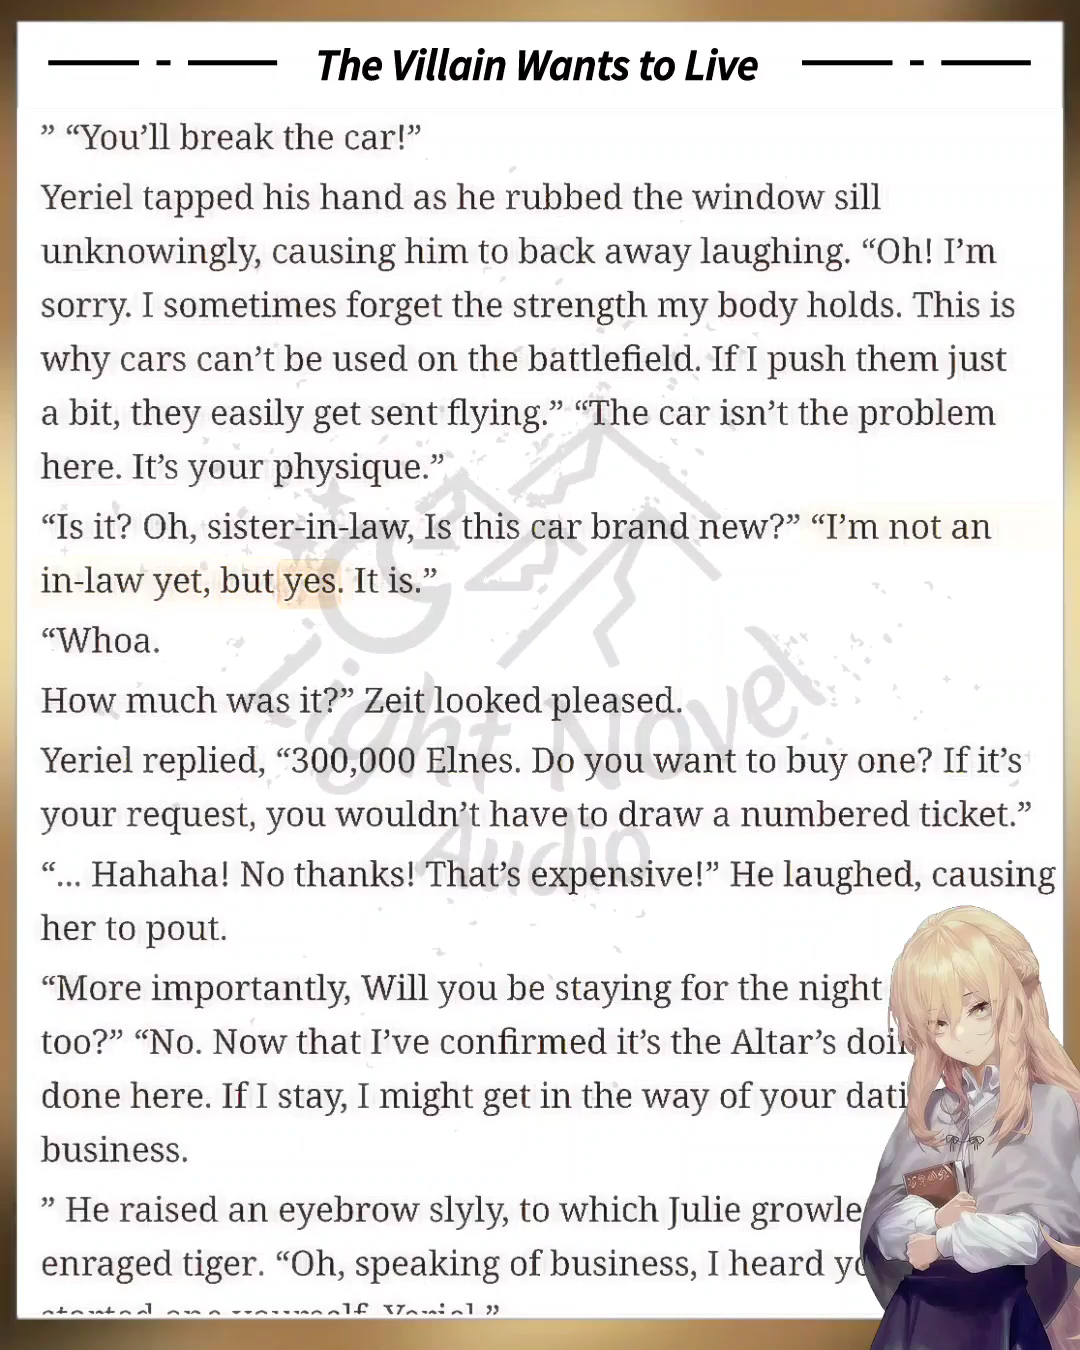 The Villain Wants to Live
” “You’ll break the car!”
Yeriel tapped his hand as he rubbed the window sill
unknowingly, causing him to back away laughing. “Oh! I’m
sorry. I sometimes forget the strength my body holds. This is
why cars can’t be used on the battlefield. If I push them just
a bit, they easily get sent flying.” “The car isn’t the problem
here. It’s your physique.”
“Is it? Oh, sister-in-law, Is this car brand new?” “I’m not an
in-law yet, but yes. It is.”
“Whoa.
How much was it?” Zeit looked pleased.
Yeriel replied, “300,000 Elnes. Do you want to buy one? If it’s
your request, you wouldn’t have to draw a numbered ticket.”
“... Hahaha! No thanks! That’s expensive!” He laughed, causing
her to pout.
“More importantly, Will you be staying for the night
too?” “No. Now that I’ve confirmed it’s the Altar’s
done here. If I stay, I might get in the way of your
business.
” He raised an eyebrow slyly, to which Julie
enraged tiger. “Oh, speaking of business, I heard
started one yourself, Yeriel.”
Light Novel
Audio